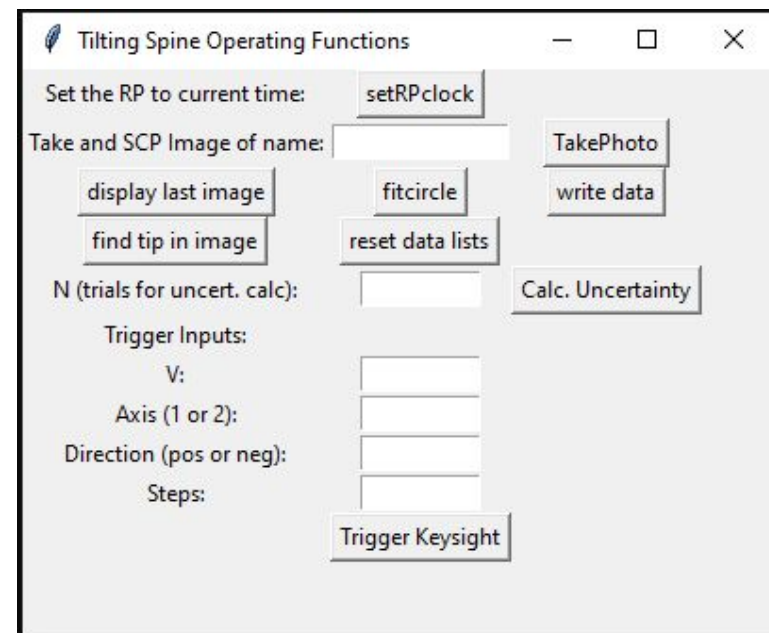 Tilting Spine Operating Functions
Set the RP to current time: setRPclock
Take and SCP Image of name: TakePhoto
display last image fitcircle write data
find tip in image reset data lists
N (trials for uncert. calc): Calc. Uncertainty
Trigger Inputs:
V:
Axis (1 or 2):
Direction (pos or neg):
Steps:
Trigger Keysight